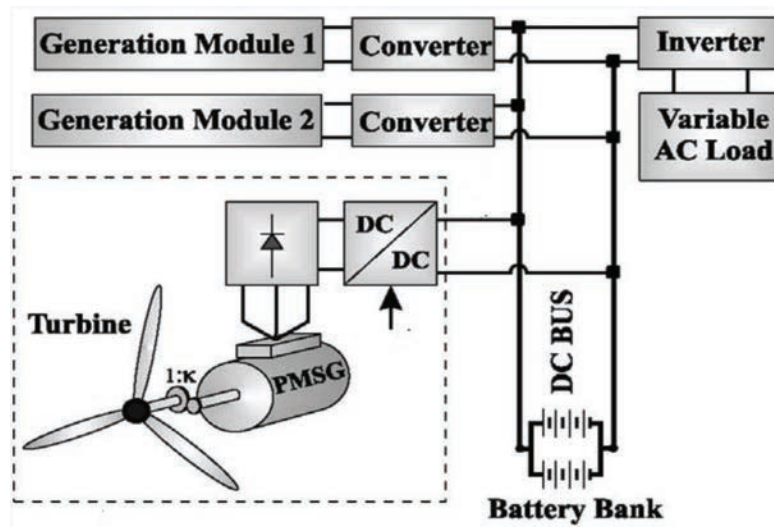 Generation Module 1
Converter
Inverter
Generation Module 2
Converter
Variable
AC Load
DC
DC
Turbine
1:κ
PMSG
DC BUS
Battery Bank